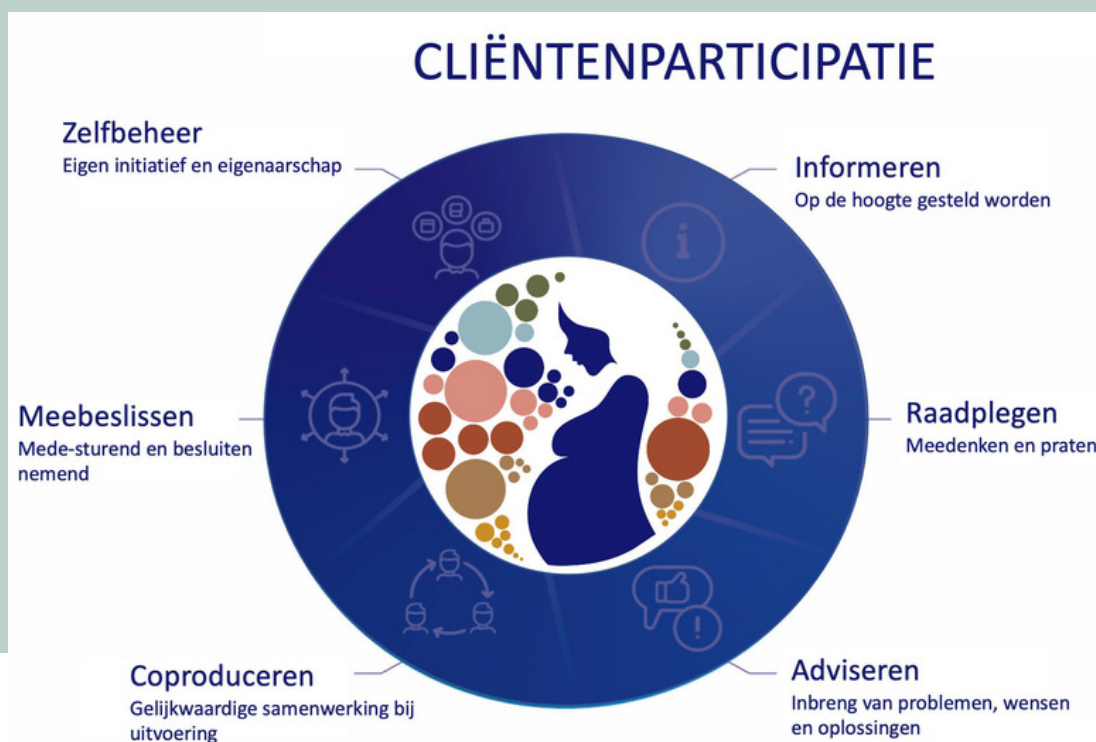 CLIËNTENPARTICIPATIE
Zelfbeheer
Eigen initiatief en eigenaarschap
Informeren
Op de hoogte gesteld worden
Meebeslissen
Mede-sturend en besluiten
nemend
Raadplegen
Meedenken en praten
Coproduceren
Gelijkwaardige samenwerking bij
uitvoering
Adviseren
Inbreng van problemen, wensen
en oplossingen